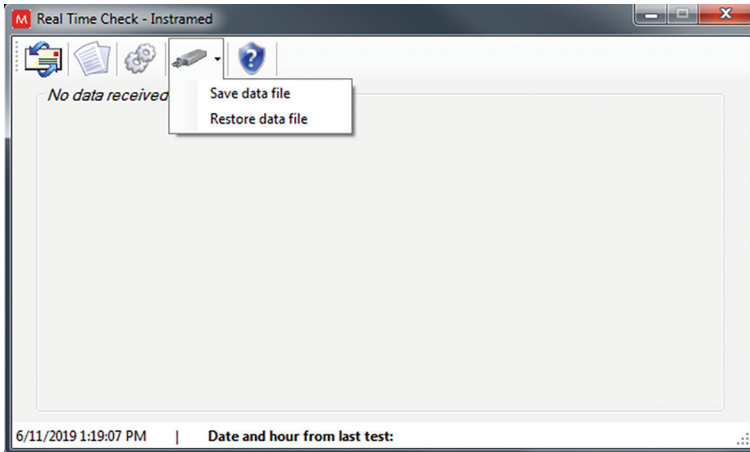 M Real Time Check - Instramed
No data received
Save data file
Restore data file
6/11/2019 1:19:07 PM | Date and hour from last test: